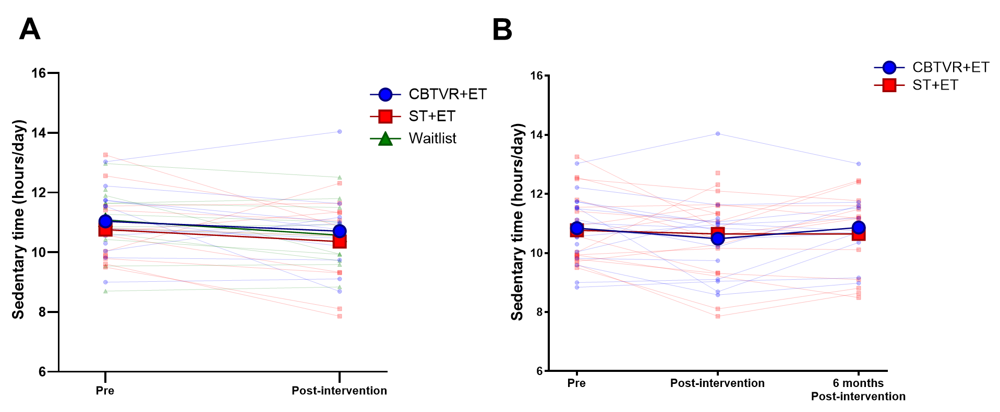 A
Sedentary time (hours/day)
16
14
12
10
8
6
Pre
Post-intervention
CBTVR+ET
ST+ET
Waitlist
B
Sedentary time (hours/day)
16
14
12
10
8
6
Pre
Post-intervention
6 months
Post-intervention
CBTVR+ET
ST+ET